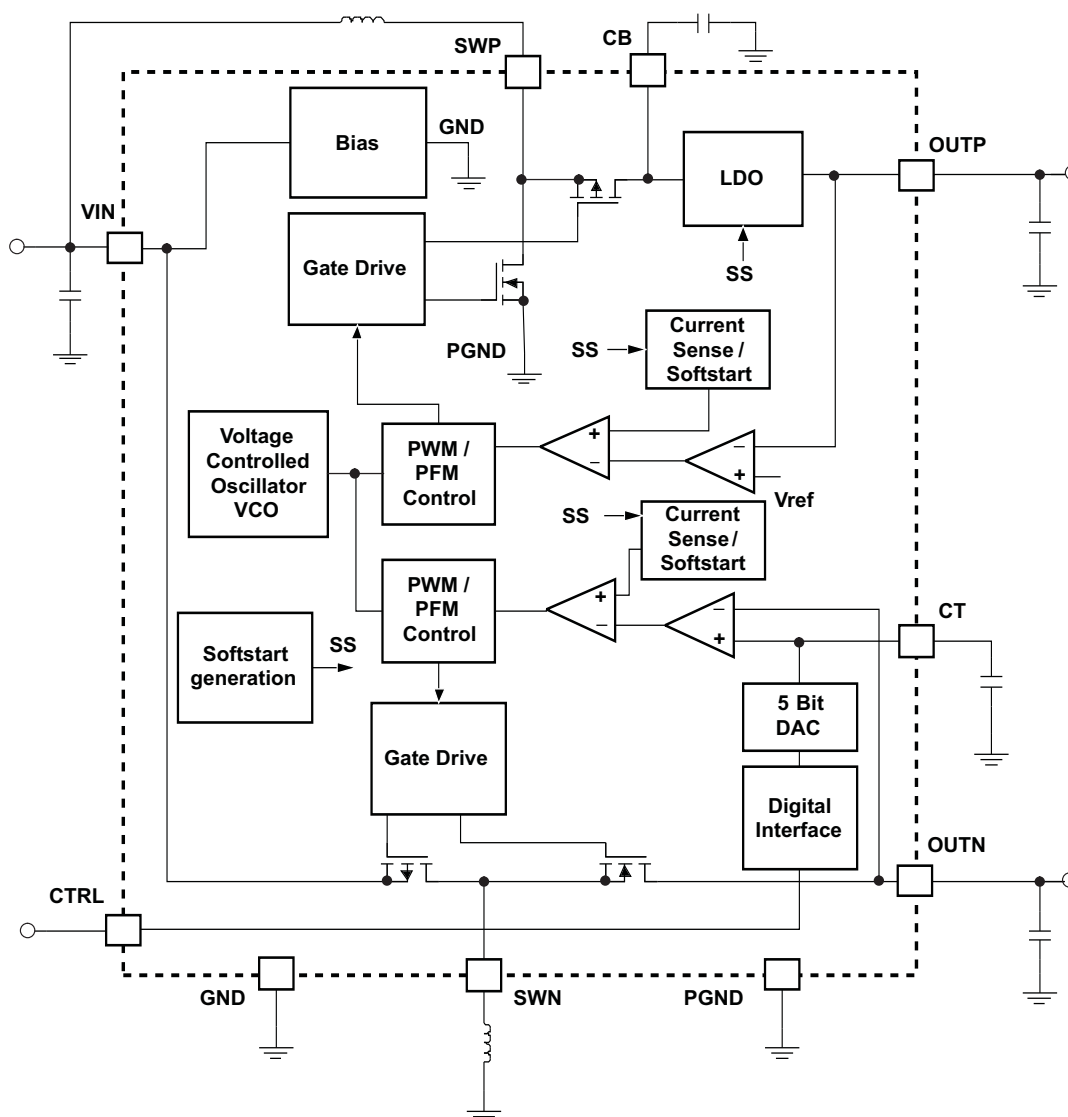 SWP
CB
Bias
GND
LDO
OUTP
VIN
Gate Drive
SS
PGND
SS
Current
Sense /
Softstart
Voltage
Controlled
Oscillator
VCO
PWM /
PFM
Control
+
−
−
+
Vref
SS
Current
Sense /
Softstart
PWM /
PFM
Control
+
−
−
+
CT
Softstart
generation
SS
5 Bit
DAC
Gate Drive
Digital
Interface
OUTN
CTRL
GND
SWN
PGND